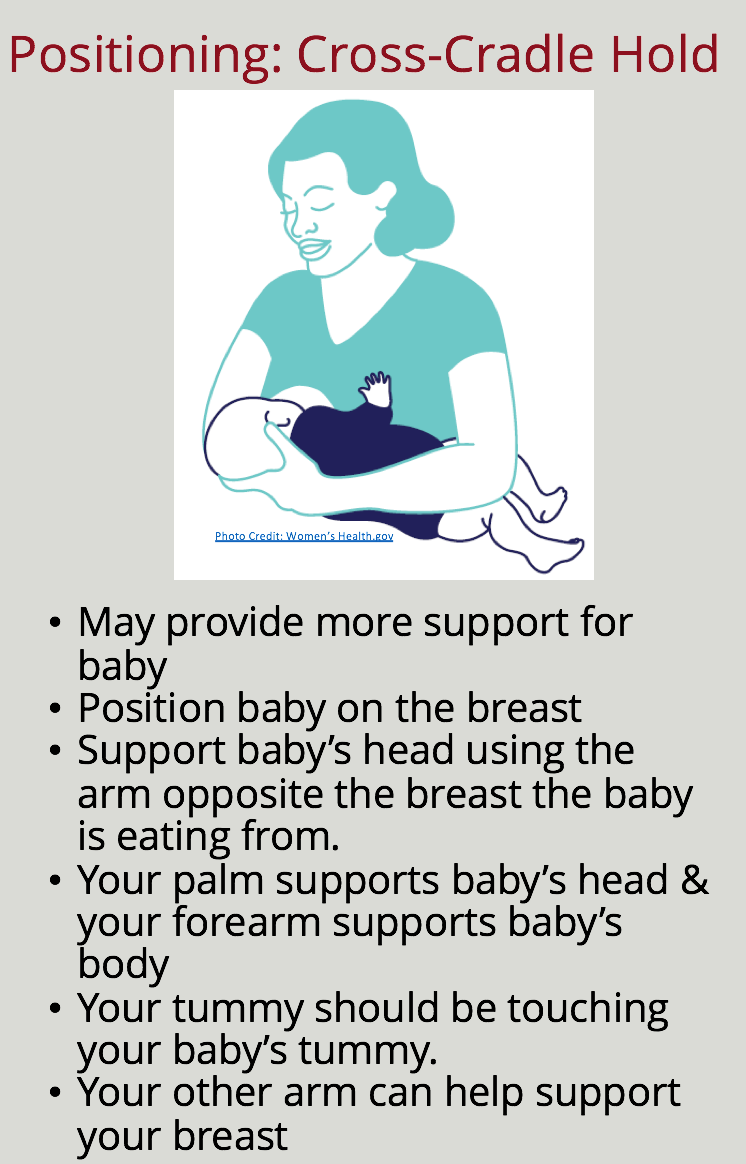 Positioning: Cross-Cradle Hold
Photo Credit: Women’s Health.gov
• May provide more support for
baby
• Position baby on the breast
• Support baby’s head using the
arm opposite the breast the baby
is eating from.
• Your palm supports baby’s head &
your forearm supports baby’s
body
• Your tummy should be touching
your baby’s tummy.
• Your other arm can help support
your breast